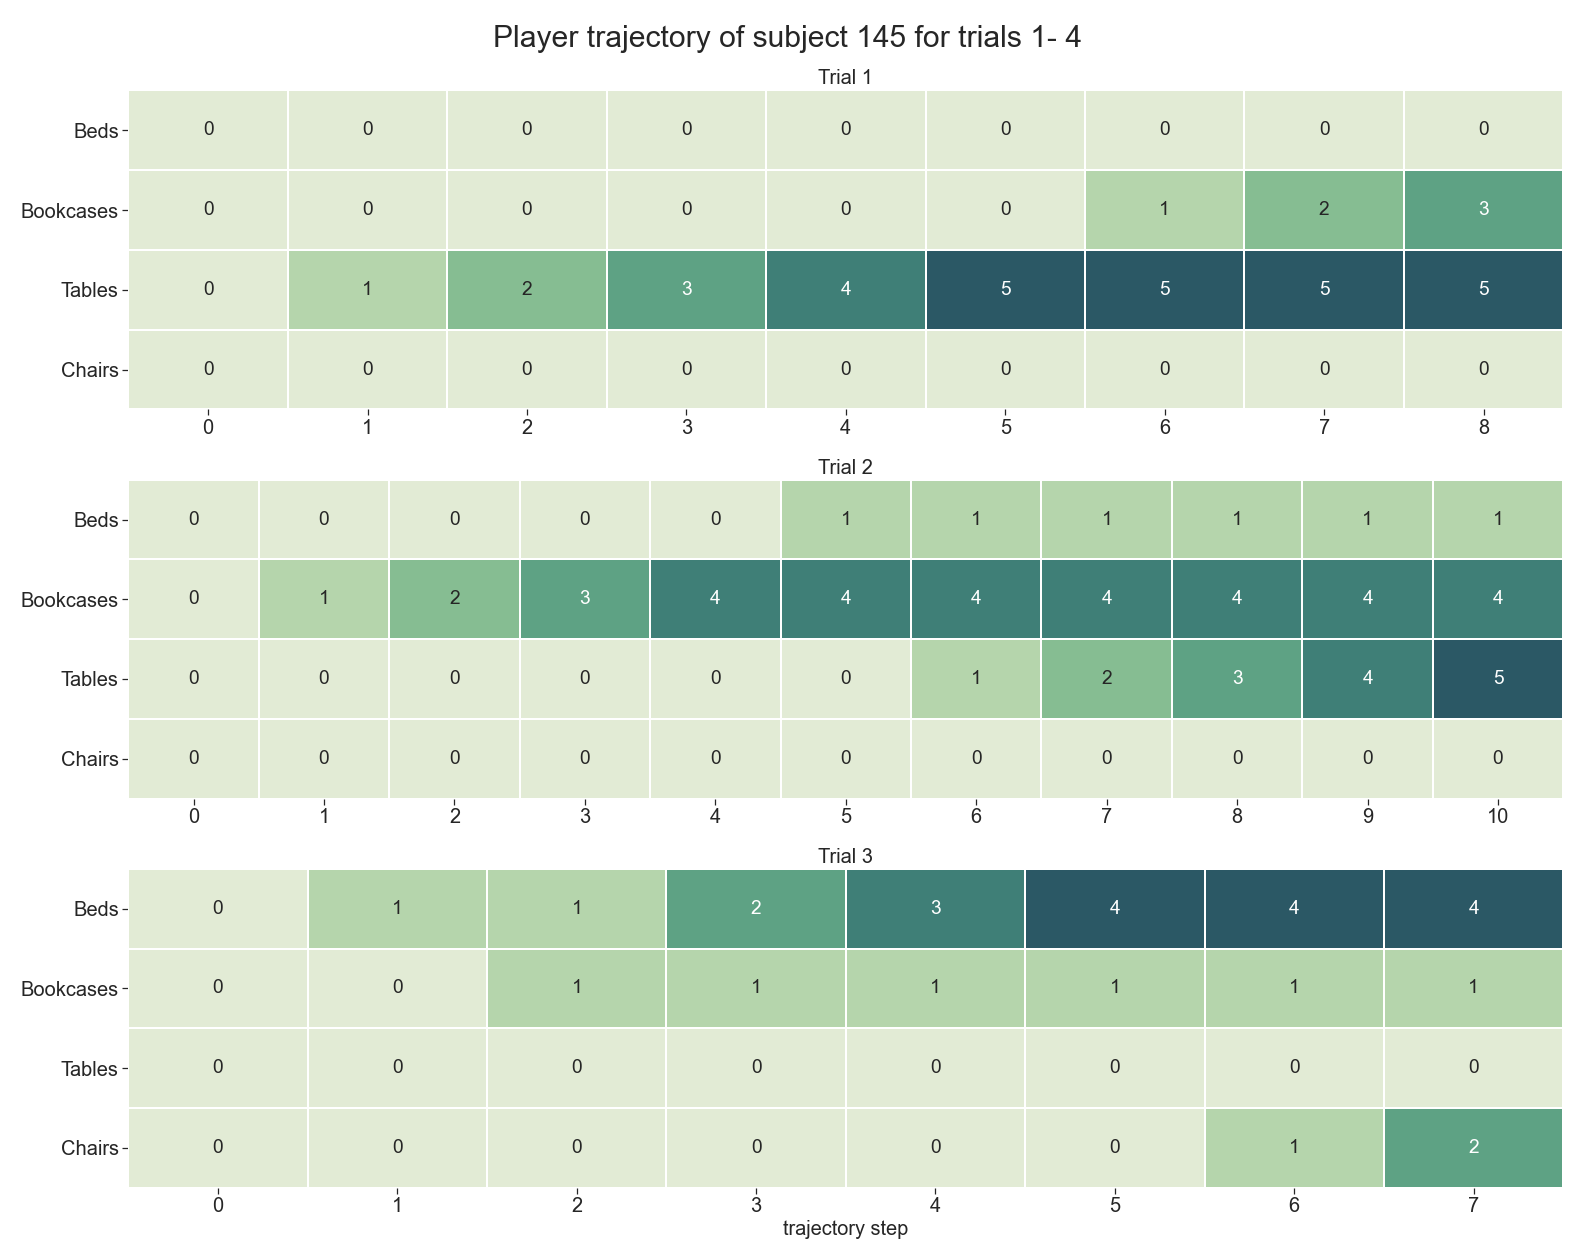 Player trajectory of subject 145 for trials 1- 4
Trial 1
Beds 0 0 0 0 0 0 0 0 0
Bookcases 0 0 0 0 0 0 1 2 3
Tables 0 1 2 3 4 5 5 5 5
Chairs 0 0 0 0 0 0 0 0 0
0 1 2 3 4 5 6 7 8
Trial 2
Beds 0 0 0 0 0 1 1 1 1 1 1
Bookcases 0 1 2 3 4 4 4 4 4 4 4
Tables 0 0 0 0 0 0 1 2 3 4 5
Chairs 0 0 0 0 0 0 0 0 0 0 0
0 1 2 3 4 5 6 7 8 9 10
Trial 3
Beds 0 1 1 2 3 4 4 4
Bookcases 0 0 1 1 1 1 1 1
Tables 0 0 0 0 0 0 0 0
Chairs 0 0 0 0 0 0 1 2
0 1 2 3 4 5 6 7
trajectory step